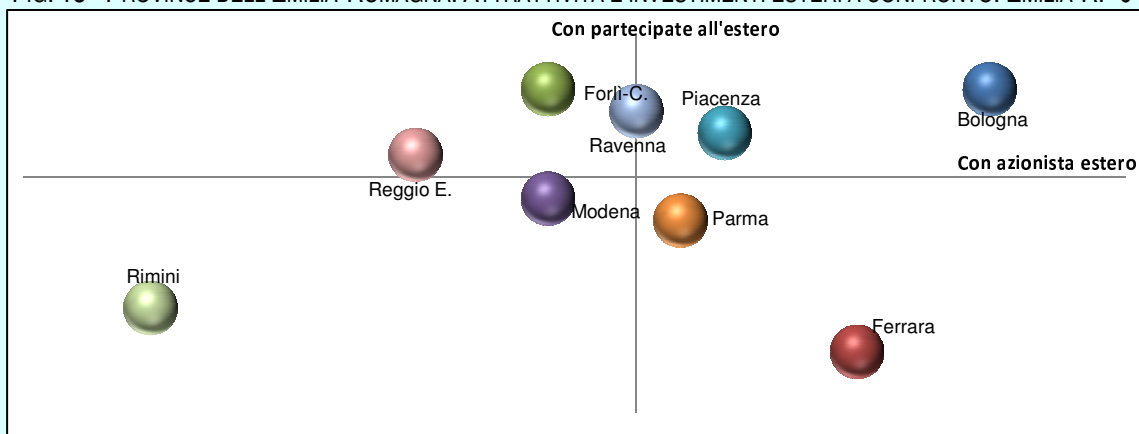 Con partecipate all'estero
Forlì-C.
Piacenza
Bologna
Ravenna
Con azionista estero
Reggio E.
Modena
Parma
Rimini
Ferrara